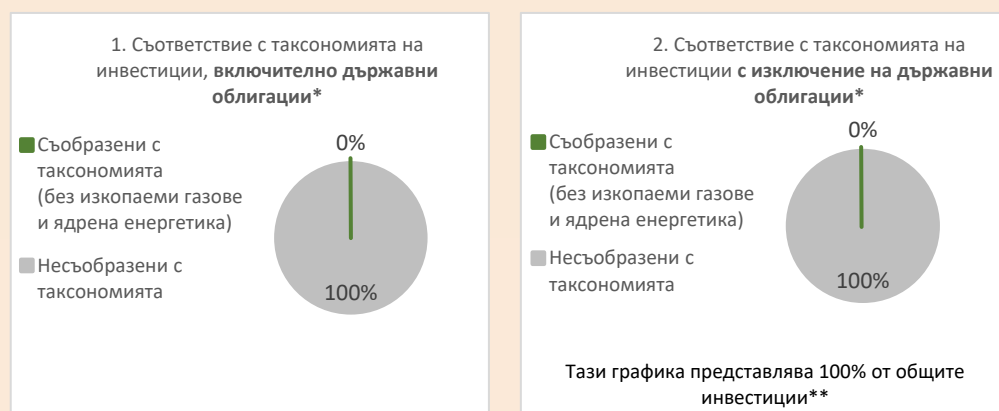 1. Съответствие с таксономията на
инвестиции, включително държавни
облигации*
Съобразени с
таксономията
(без изкопаеми газове
и ядрена енергетика)
Несъобразени с
таксономията
0%
100%
2. Съответствие с таксономията на
инвестиции с изключение на държавни
облигации*
Съобразени с
таксономията
(без изкопаеми газове
и ядрена енергетика)
Несъобразени с
таксономията
0%
100%
Тази графика представлява 100% от общите
инвестиции**